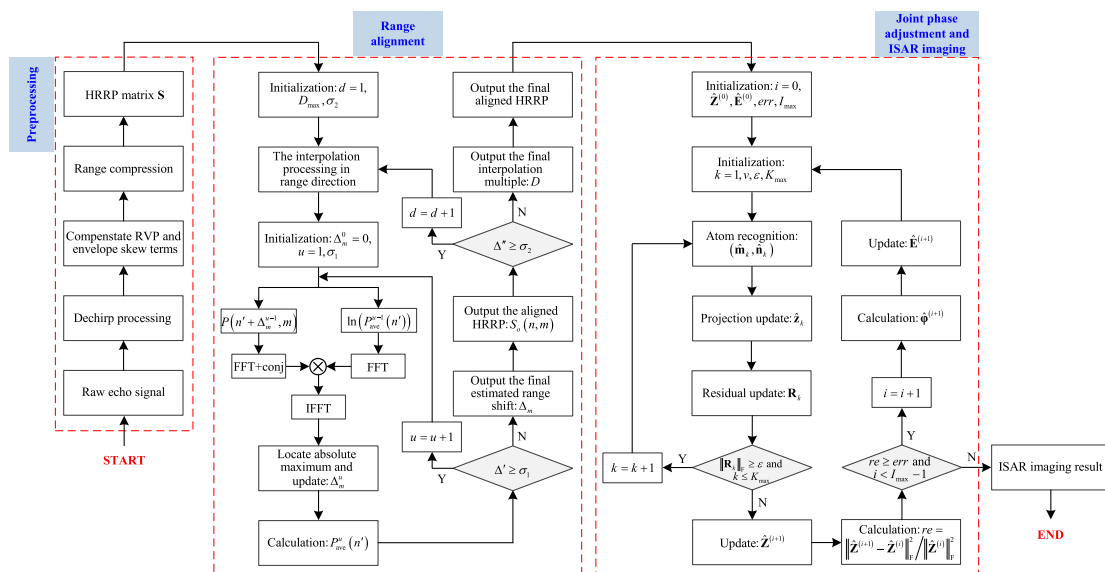 Preprocessing
HRRP matrix S
Range compression
Compenstate RVP and
envelope skew terms
Dechirp processing
Raw echo signal
START
Range
alignment
Initialization: d = 1,
D_max, σ_2
The interpolation
processing in
range direction
Initialization: Δ_m^0 = 0,
u = 1, σ_1
P(n′ + Δ_m^{u−1}, m)
ln(P_ave^{u−1}(n′))
FFT+conj
⊗
FFT
IFFT
Locate absolute
maximum and
update: Δ_m^u
Calculation: P_ave^u(n′)
Output the final
aligned HRRP
Output the final
interpolation
multiple: D
N
d = d + 1
Y
Δ″ ≥ σ_2
Output the aligned
HRRP: S_o(n, m)
Output the final
estimated range
shift: Δ_m
N
u = u + 1
Y
Δ′ ≥ σ_1
Joint phase
adjustment and
ISAR imaging
Initialization: i = 0,
Ẑ^(0), Ê^(0), err, I_max
Initialization:
k = 1, v, ε, K_max
Atom recognition:
(m̂_k, n̂_k)
Projection update: ẑ_k
Residual update: R_k
k = k + 1
Y
‖R_k‖_F ≥ ε and
k ≤ K_max
N
Update: Ẑ^(i+1)
Update: Ê^(i+1)
Calculation: φ̂^(i+1)
i = i + 1
Y
re ≥ err and
i < I_max − 1
N
Calculation: re =
‖Ẑ^(i+1) − Ẑ^(i)‖_F^2 / ‖Ẑ^(i)‖_F^2
ISAR imaging result
END